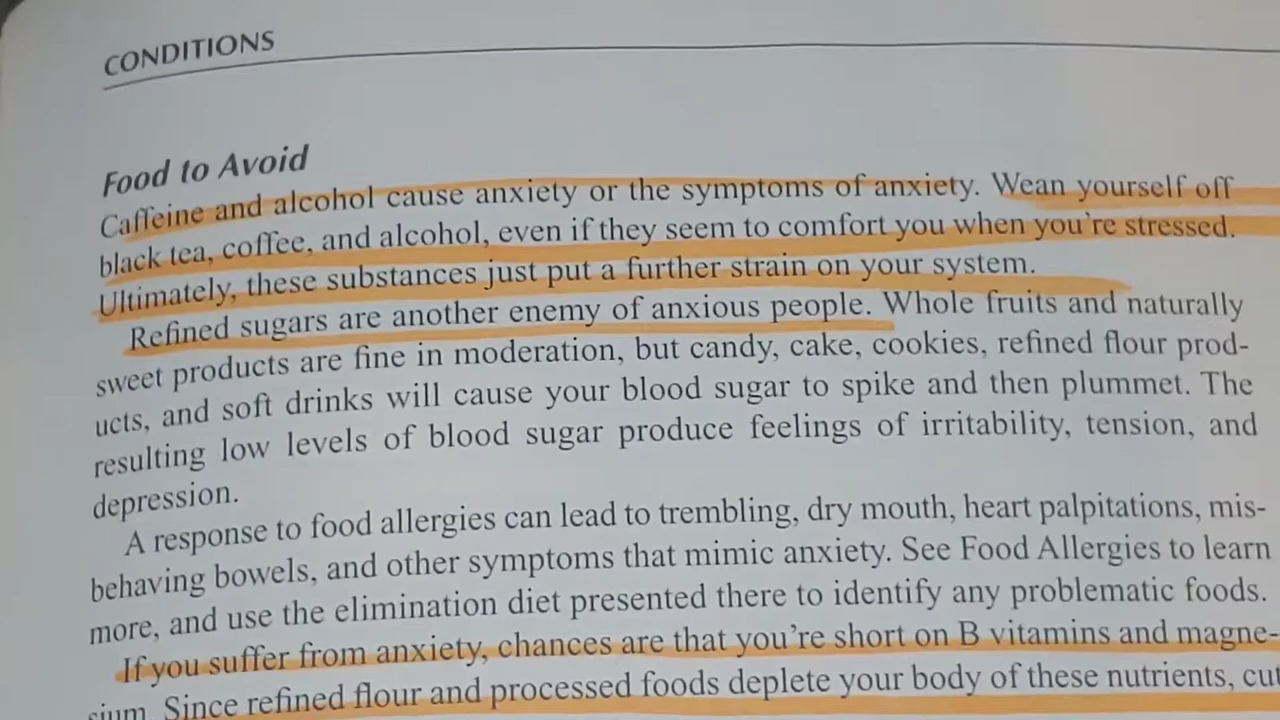 CONDITIONS
Food to Avoid
Caffeine and alcohol cause anxiety or the symptoms of anxiety. Wean yourself off
black tea, coffee, and alcohol, even if they seem to comfort you when you're stressed.
Ultimately, these substances just put a further strain on your system.
Refined sugars are another enemy of anxious people. Whole fruits and naturally
sweet products are fine in moderation, but candy, cake, cookies, refined flour prod-
ucts, and soft drinks will cause your blood sugar to spike and then plummet. The
resulting low levels of blood sugar produce feelings of irritability, tension, and
depression.
A response to food allergies can lead to trembling, dry mouth, heart palpitations, mis-
behaving bowels, and other symptoms that mimic anxiety. See Food Allergies to learn
more, and use the elimination diet presented there to identify any problematic foods.
If you suffer from anxiety, chances are that you're short on B vitamins and magne-
sium. Since refined flour and processed foods deplete your body of these nutrients, cut